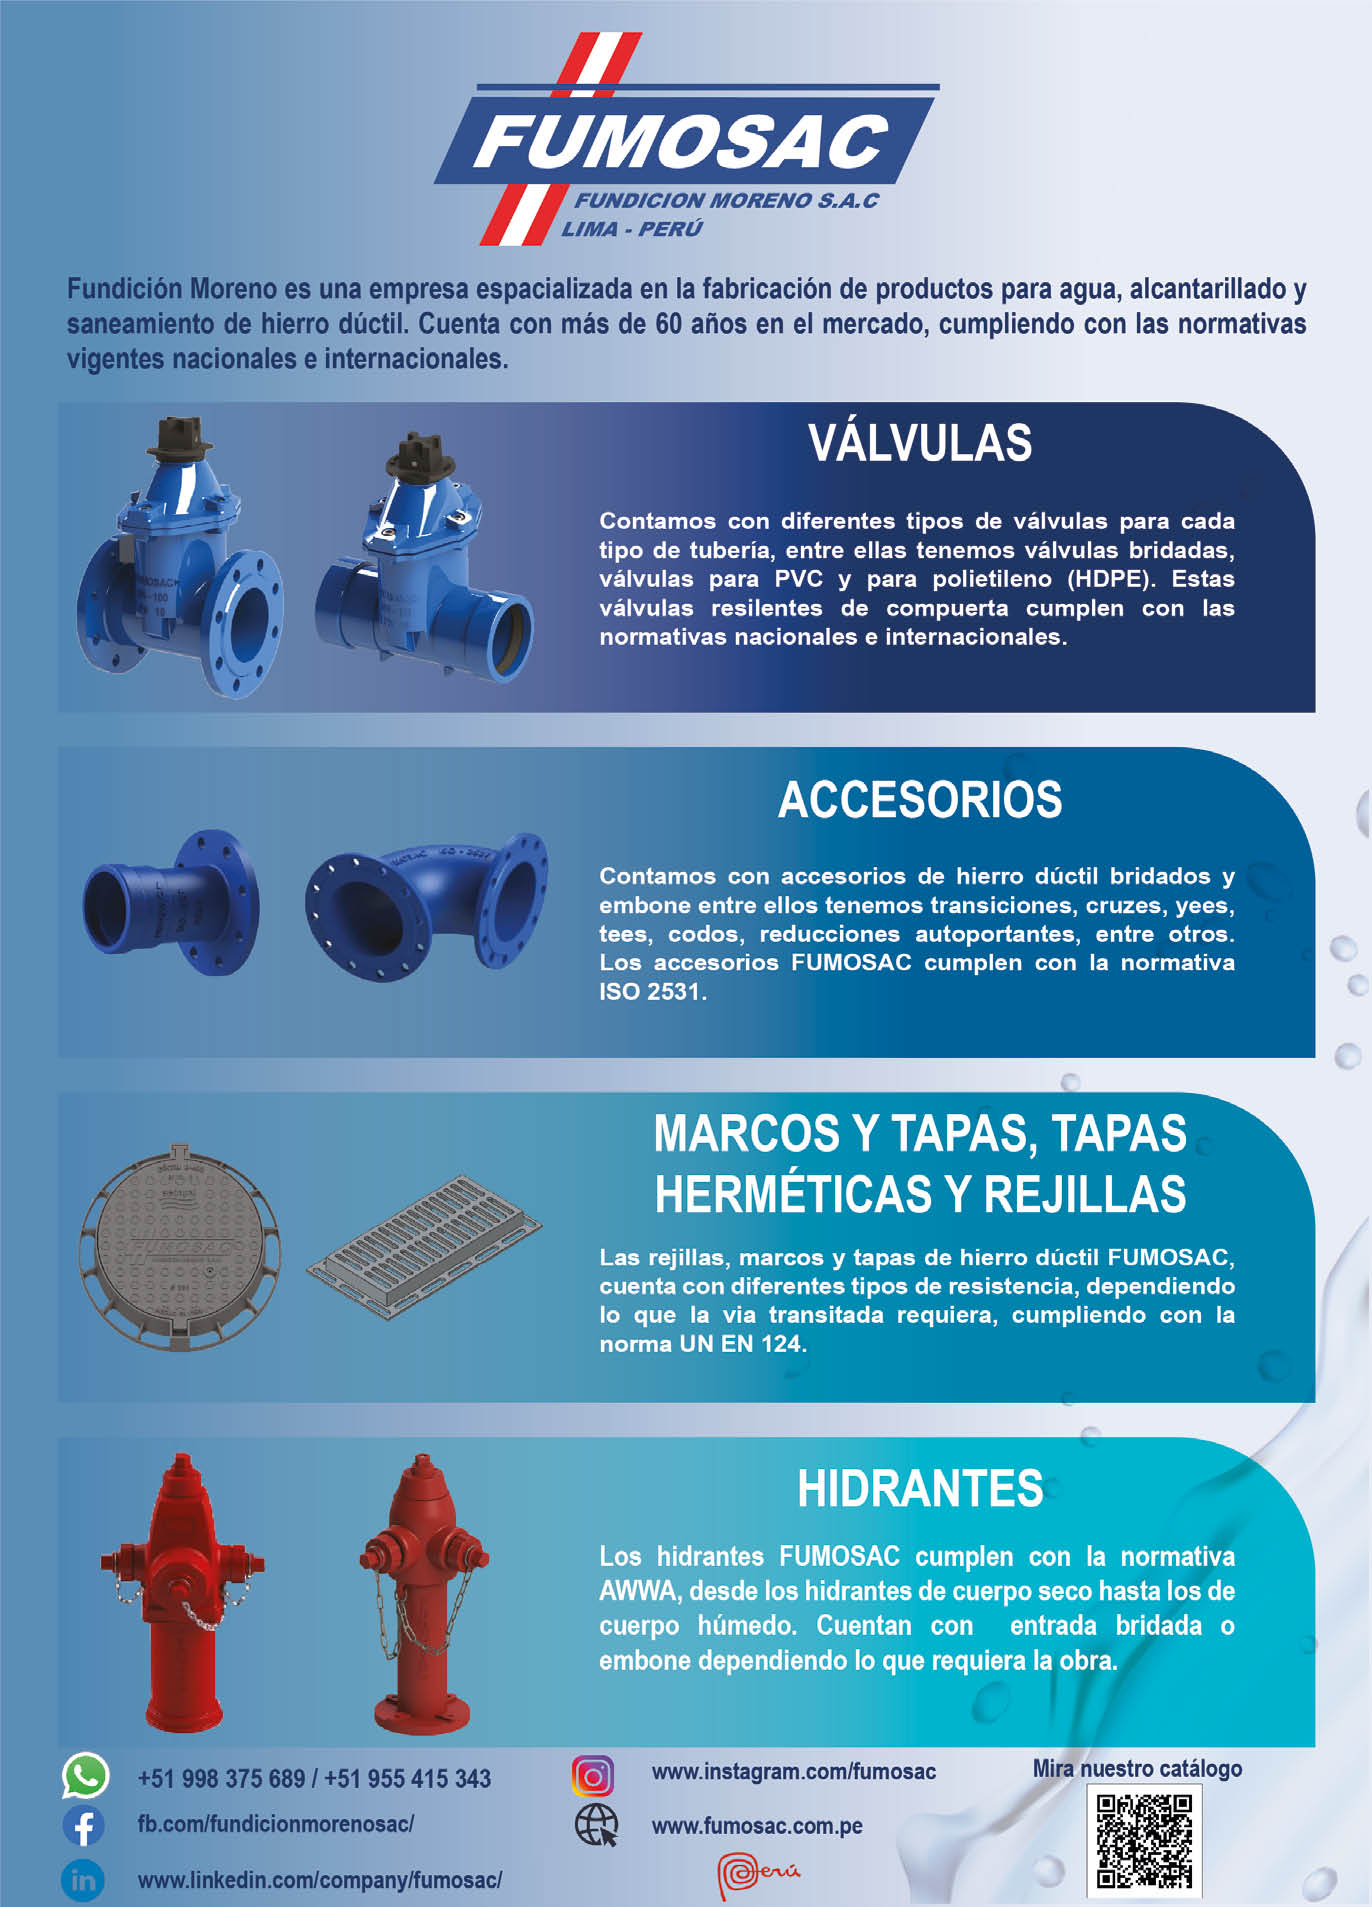 FUMOSAC
FUNDICION MORENO S.A.C
LIMA - PERÚ
Fundición Moreno es una empresa espacializada en la fabricación de productos para agua, alcantarillado y
saneamiento de hierro dúctil. Cuenta con más de 60 años en el mercado, cumpliendo con las normativas
vigentes nacionales e internacionales.
VÁLVULAS
Contamos con diferentes tipos de válvulas para cada
tipo de tubería, entre ellas tenemos válvulas bridadas,
válvulas para PVC y para polietileno (HDPE). Estas
válvulas resilentes de compuerta cumplen con las
normativas nacionales e internacionales.
ACCESORIOS
Contamos con accesorios de hierro dúctil bridados y
embone entre ellos tenemos transiciones, cruzes, yees,
tees, codos, reducciones autoportantes, entre otros.
Los accesorios FUMOSAC cumplen con la normativa
ISO 2531.
MARCOS Y TAPAS, TAPAS
HERMÉTICAS Y REJILLAS
FUMOSAC
Las rejillas, marcos y tapas de hierro dúctil FUMOSAC,
cuenta con diferentes tipos de resistencia, dependiendo
lo que la via transitada requiera, cumpliendo con la
norma UN EN 124.
HIDRANTES
Los hidrantes FUMOSAC cumplen con la normativa
AWWA, desde los hidrantes de cuerpo seco hasta los de
cuerpo húmedo. Cuentan con entrada bridada o
embone dependiendo lo que requiera la obra.
+51 998 375 689 / +51 955 415 343
fb.com/fundicionmorenosac/
www.linkedin.com/company/fumosac/
www.instagram.com/fumosac
www.fumosac.com.pe
Perú
Mira nuestro catálogo